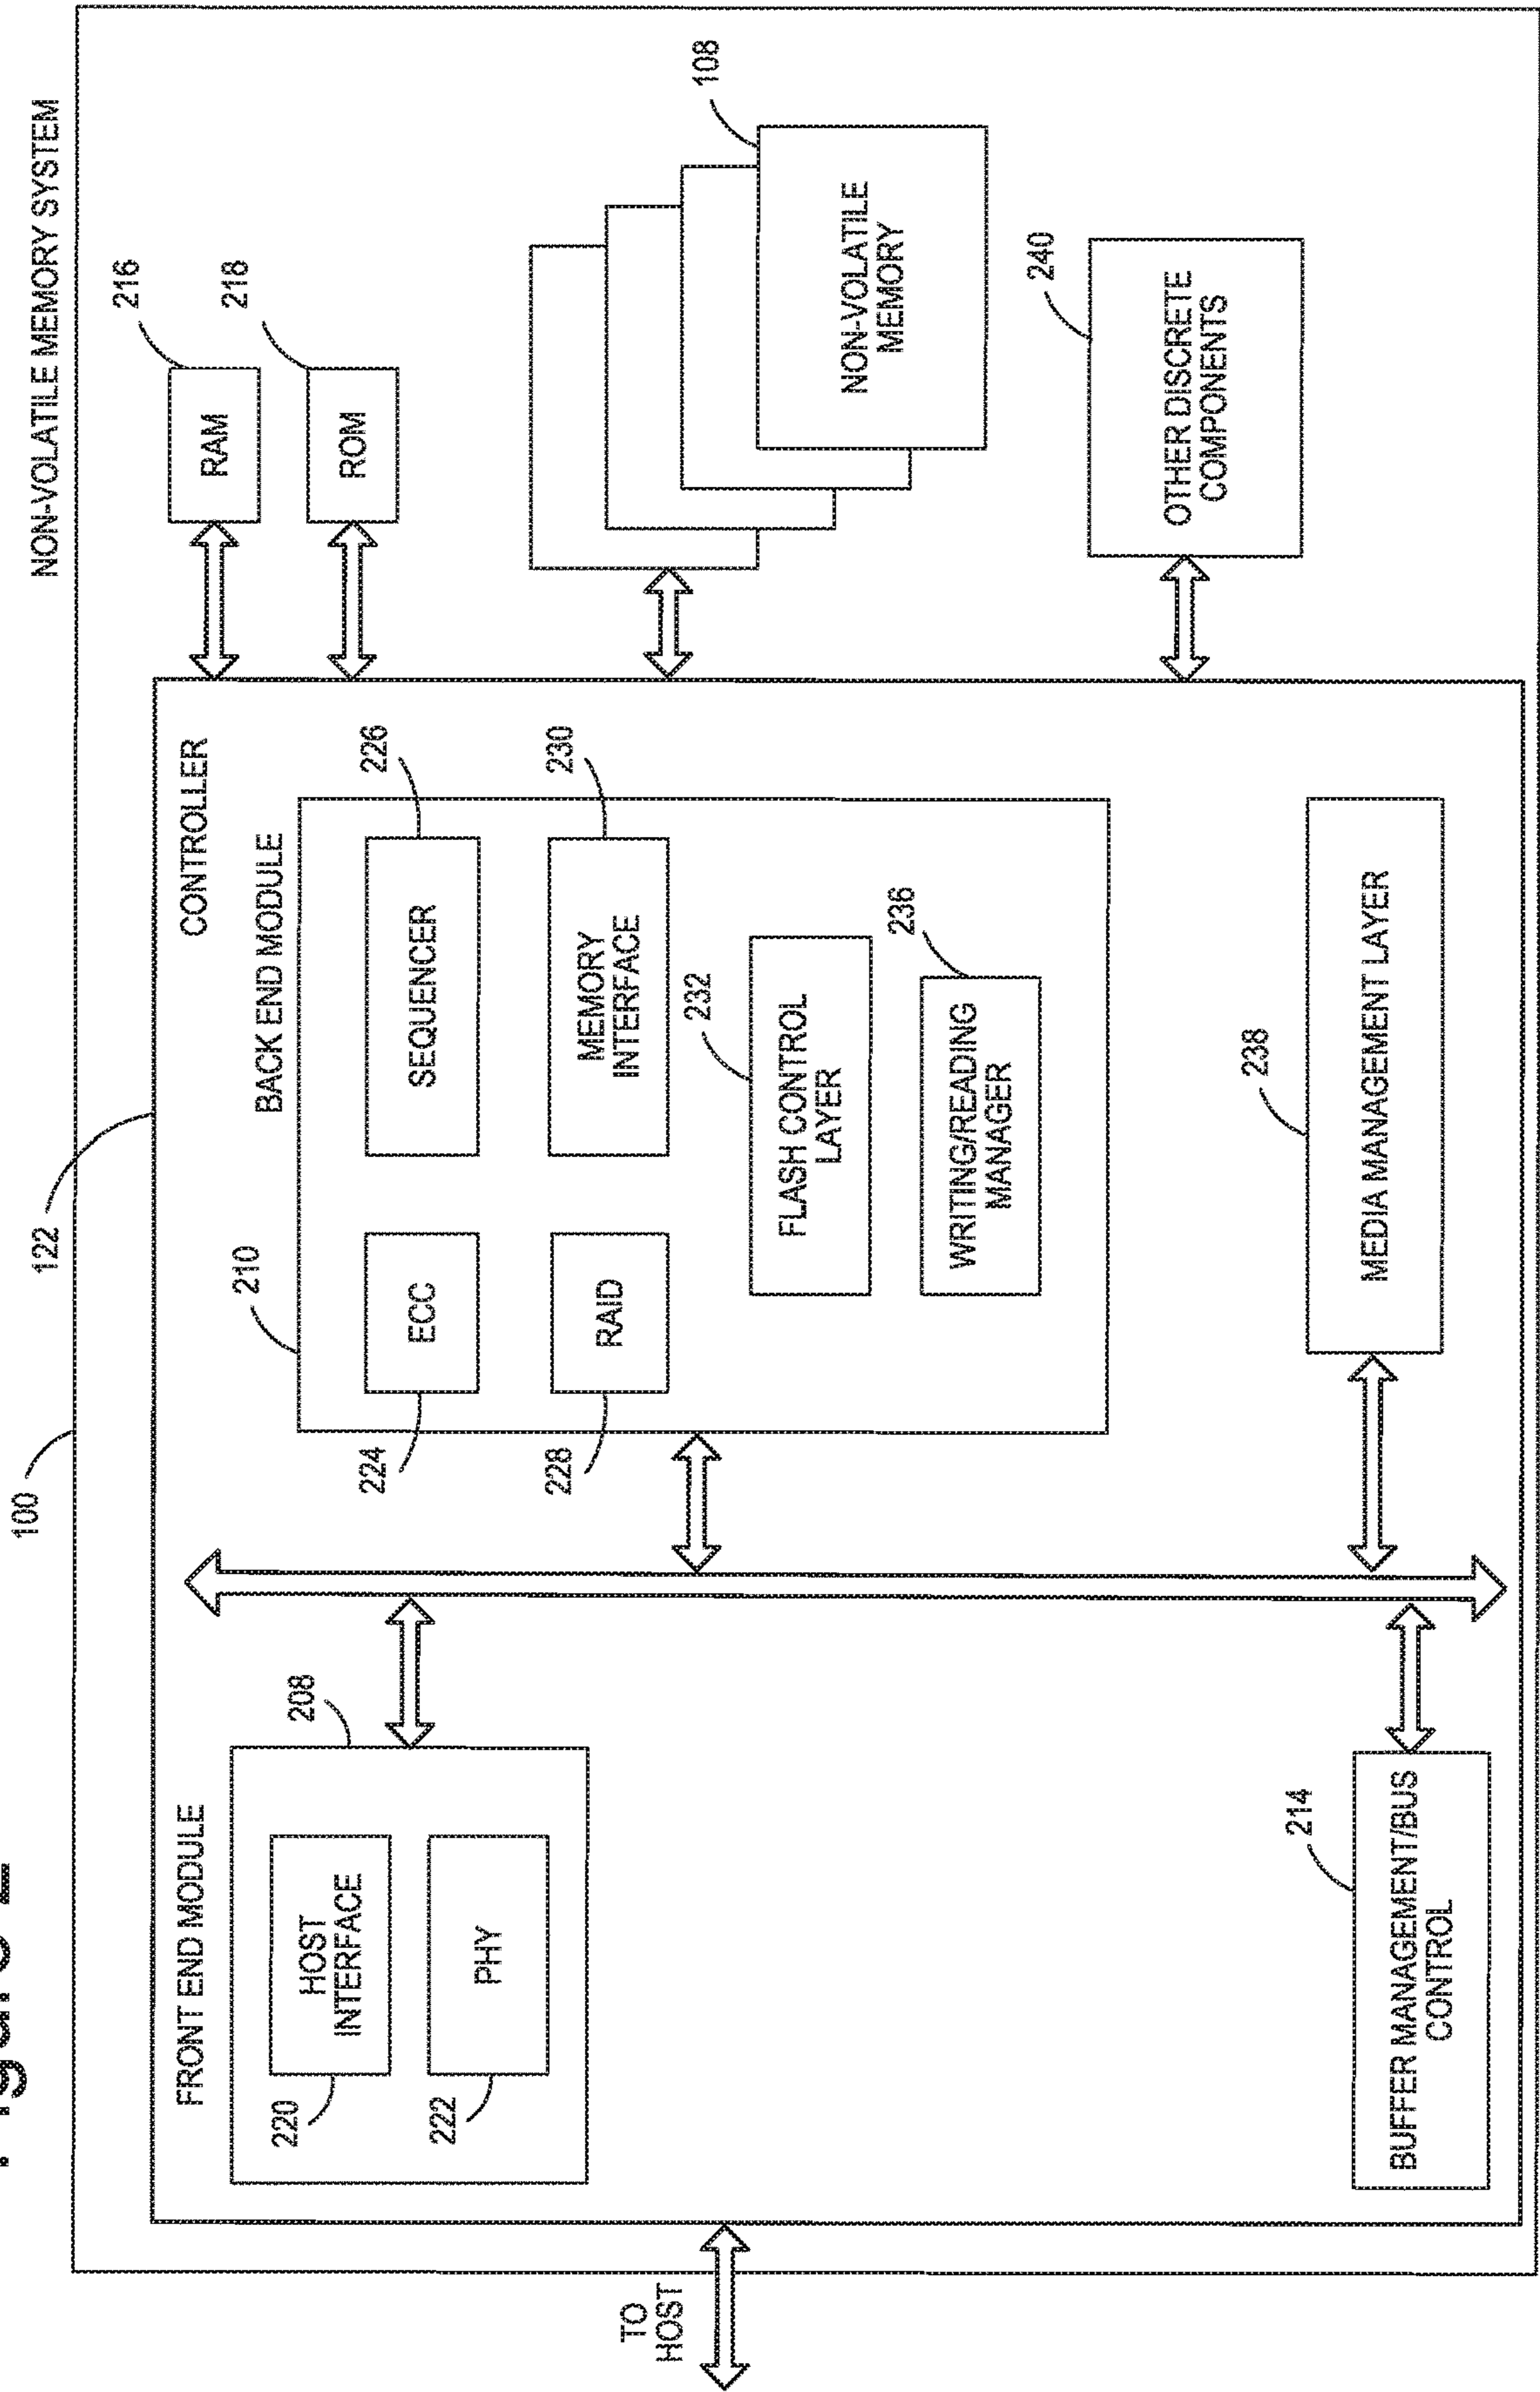 Figure 2
NON-VOLATILE MEMORY SYSTEM
100
122
CONTROLLER
FRONT END MODULE
208
HOST
INTERFACE
220
PHY
222
BACK END MODULE
210
ECC
224
SEQUENCER
226
RAID
228
MEMORY
INTERFACE
230
FLASH CONTROL
LAYER
232
WRITING/READING
MANAGER
236
MEDIA MANAGEMENT LAYER
238
BUFFER MANAGEMENT/BUS
CONTROL
214
RAM
216
ROM
218
NON-VOLATILE
MEMORY
108
OTHER DISCRETE
COMPONENTS
240
TO
HOST